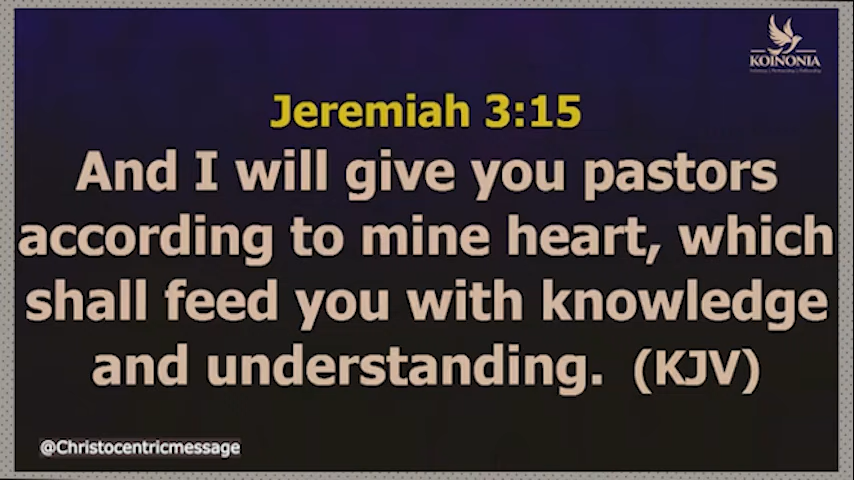 KOINONIA
Jeremiah 3:15
And I will give you pastors
according to mine heart, which
shall feed you with knowledge
and understanding. (KJV)
@Christocentricmessage